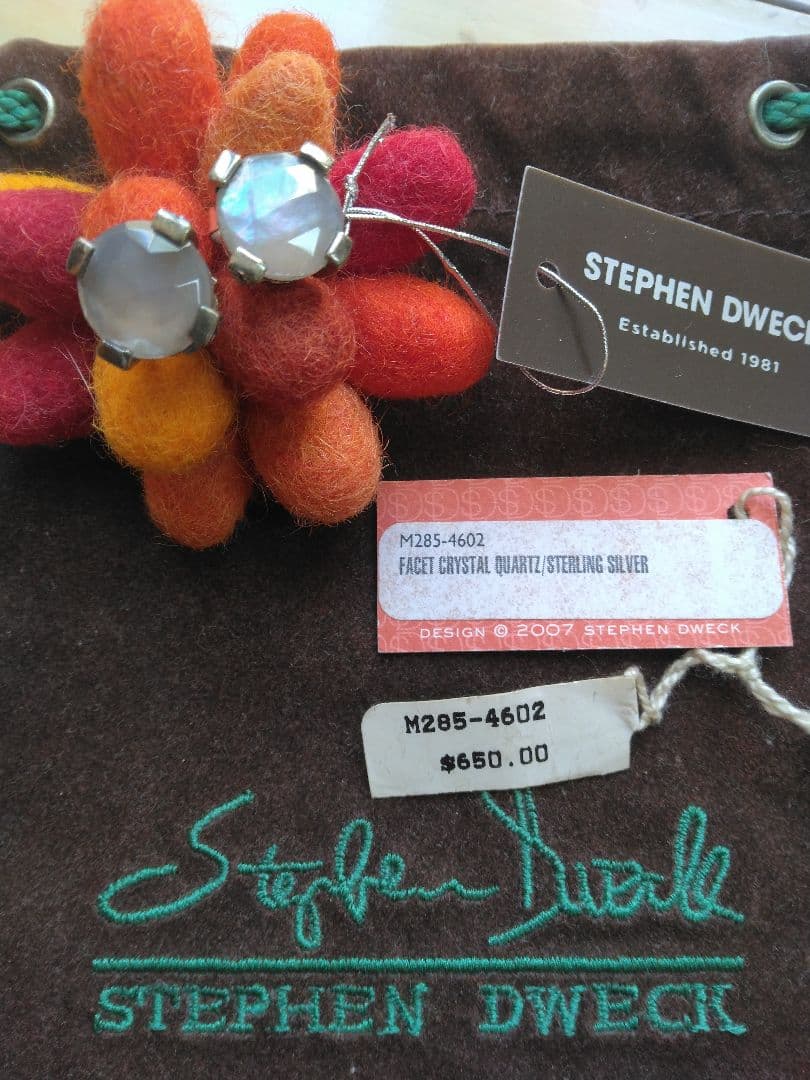 STEPHEN DWECK
Established 1981
M285-4602
FACET CRYSTAL QUARTZ/STERLING SILVER
DESIGN © 2007 STEPHEN DWECK
M285-4602
$650.00
Stephen Dweck
STEPHEN DWECK